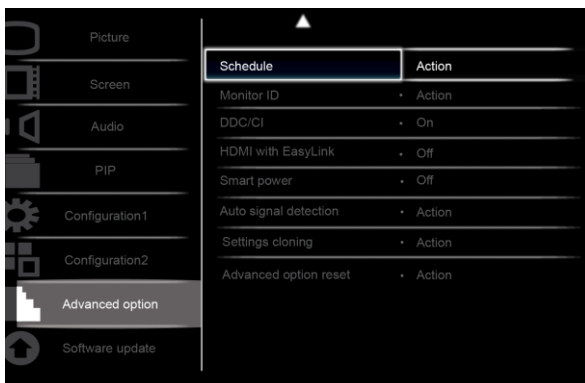 Picture
Screen
Audio
PIP
Configuration1
Configuration2
Advanced option
Software update
Schedule Action
Monitor ID • Action
DDC/CI • On
HDMI with EasyLink • Off
Smart power • Off
Auto signal detection • Action
Settings cloning • Action
Advanced option reset • Action